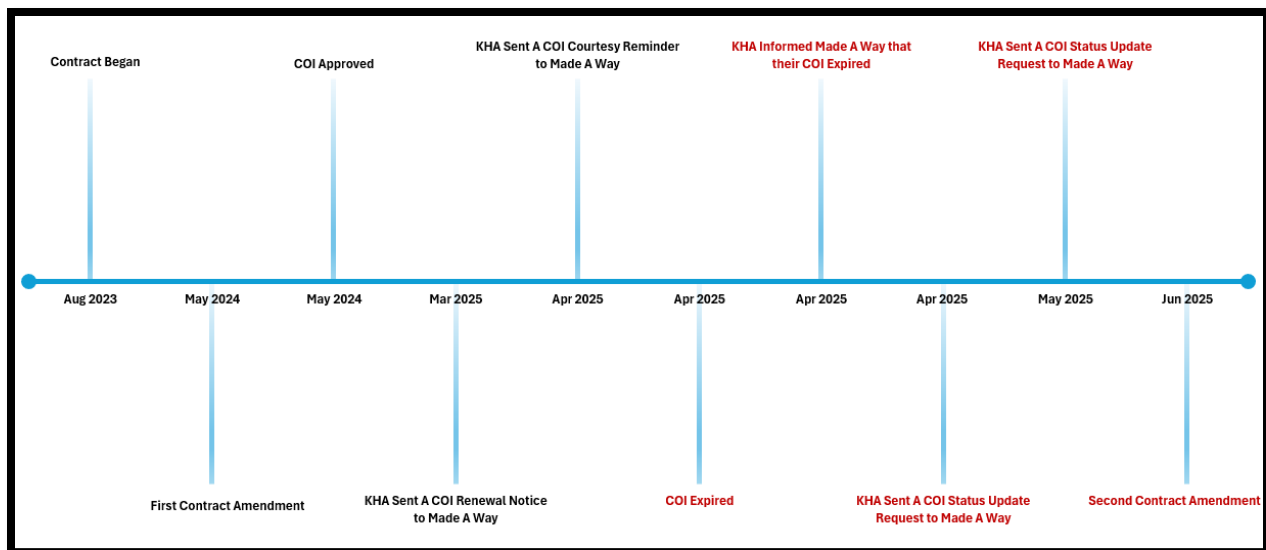 Contract Began
COI Approved
KHA Sent A COI Courtesy Reminder
to Made A Way
KHA Informed Made A Way that
their COI Expired
KHA Sent A COI Status Update
Request to Made A Way
Aug 2023
May 2024
May 2024
Mar 2025
Apr 2025
Apr 2025
Apr 2025
Apr 2025
May 2025
Jun 2025
First Contract Amendment
KHA Sent A COI Renewal Notice
to Made A Way
COI Expired
KHA Sent A COI Status Update
Request to Made A Way
Second Contract Amendment